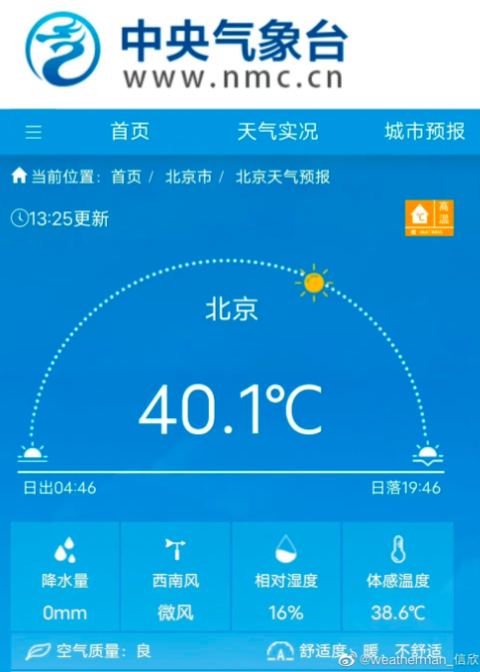 中央气象台
www.nmc.cn
首页 天气实况 城市预报
当前位置: 首页 / 北京市 / 北京天气预报
13:25更新
高温
℃
北京
40.1℃
日出04:46 日落19:46
降水量 西南风 相对湿度 体感温度
0mm 微风 16% 38.6℃
空气质量: 良 舒适度: 暖, 不舒适
@weatherman_信欣